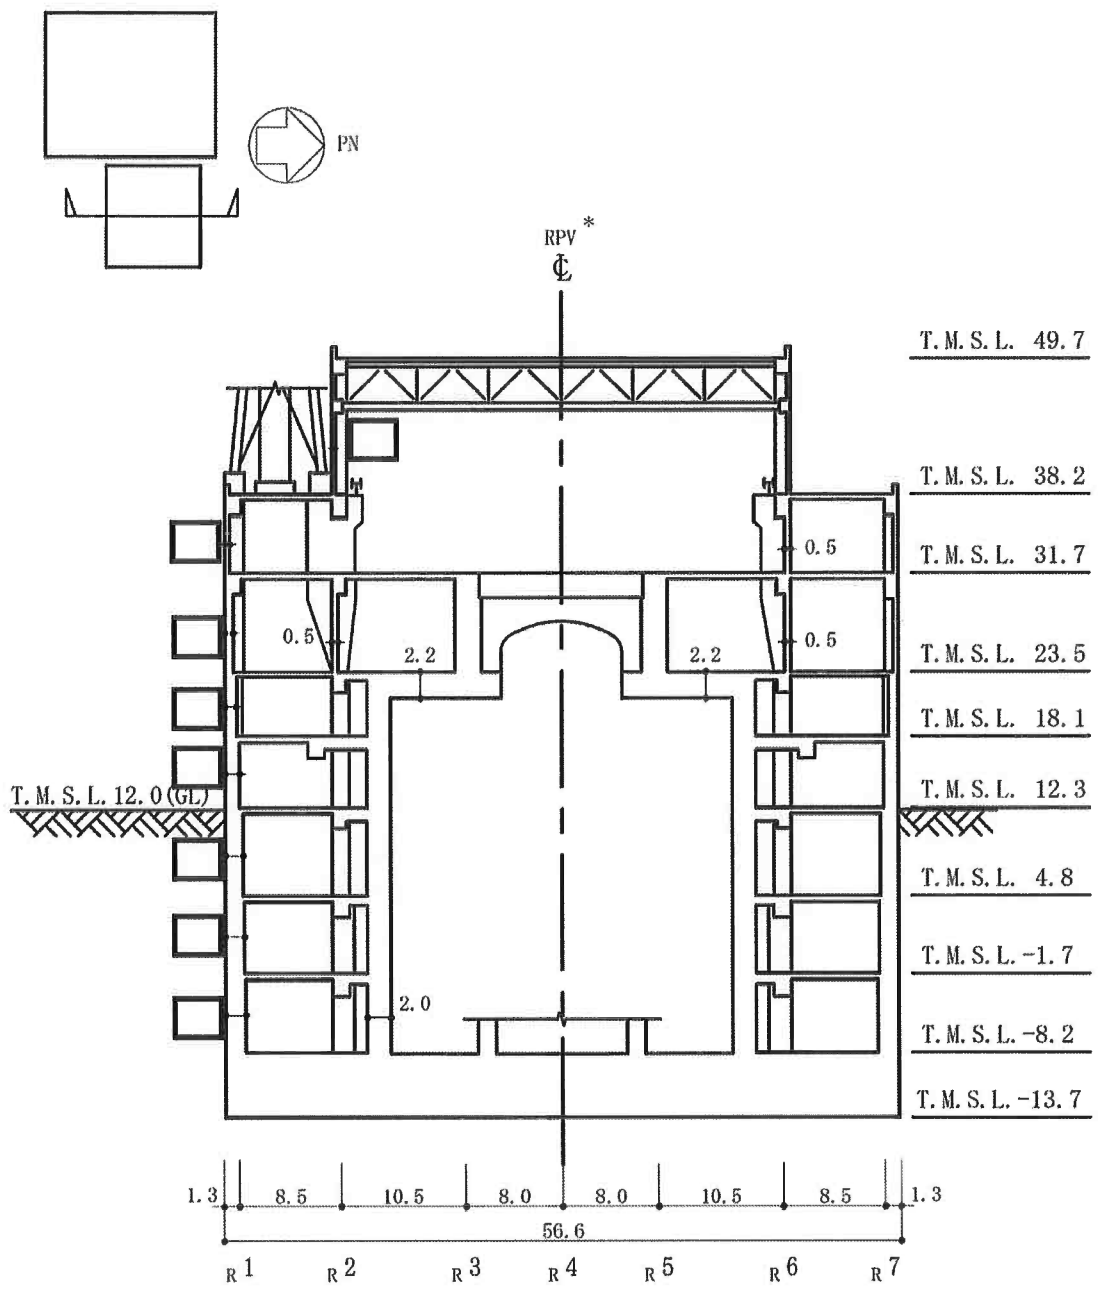 PN
RPV *
℄
T.M.S.L. 49.7
T.M.S.L. 38.2
0.5
T.M.S.L. 31.7
0.5
0.5
2.2
2.2
T.M.S.L. 23.5
T.M.S.L. 18.1
T.M.S.L.12.0(GL)
T.M.S.L. 12.3
T.M.S.L. 4.8
T.M.S.L.-1.7
2.0
T.M.S.L.-8.2
T.M.S.L.-13.7
1.3 8.5 10.5 8.0 8.0 10.5 8.5 1.3
56.6
R1 R2 R3 R4 R5 R6 R7